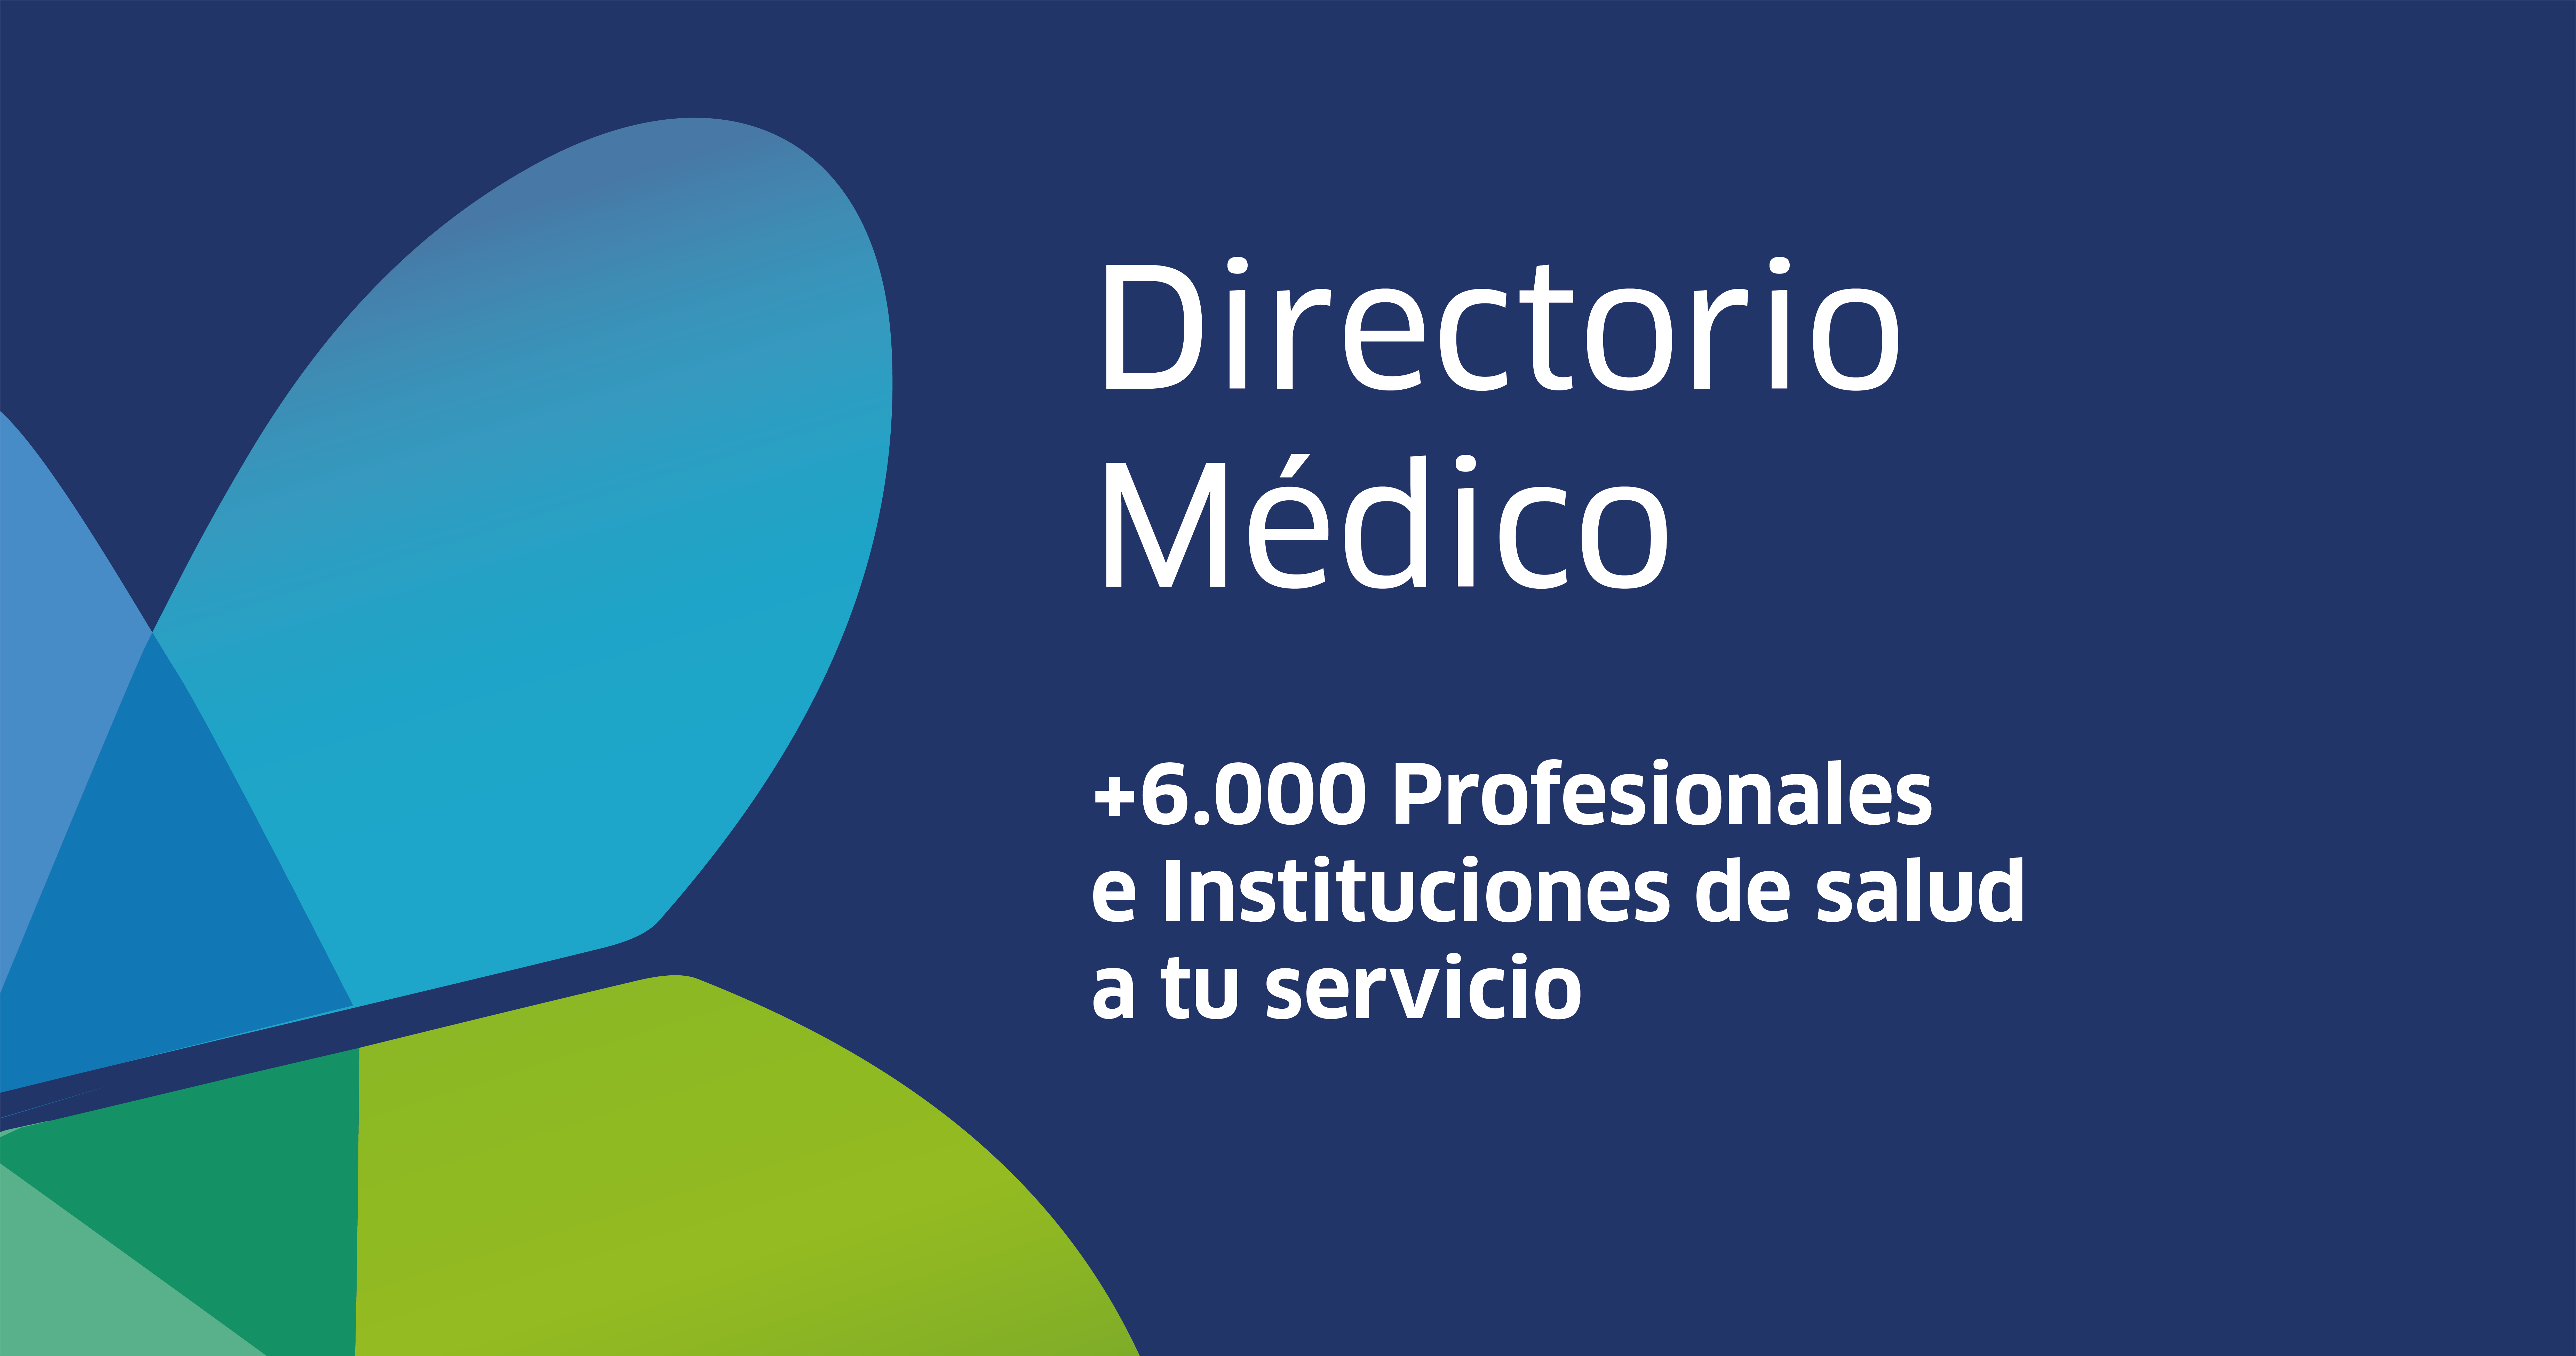 Directorio
Médico
+6.000 Profesionales
e Instituciones de salud
a tu servicio